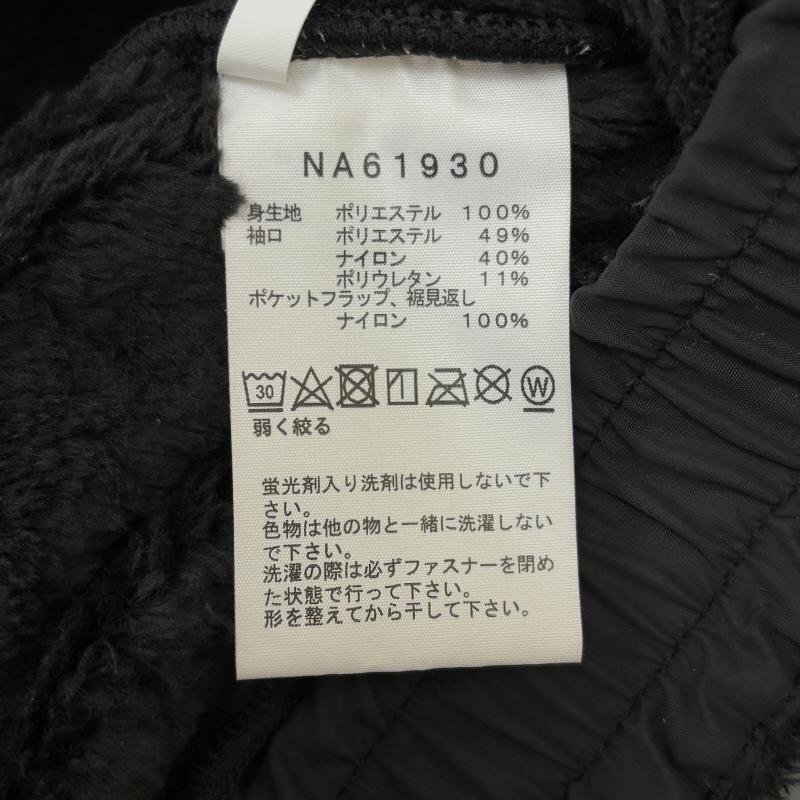 NA61930
身生地 ポリエステル 100%
袖口 ポリエステル 49%
ナイロン 40%
ポリウレタン 11%
ポケットフラップ、裾見返し
ナイロン 100%
30 W
弱く絞る
蛍光剤入り洗剤は使用しないで下
さい。
色物は他の物と一緒に洗濯しない
で下さい。
洗濯の際は必ずファスナーを閉め
た状態で行って下さい。
形を整えてから干して下さい。